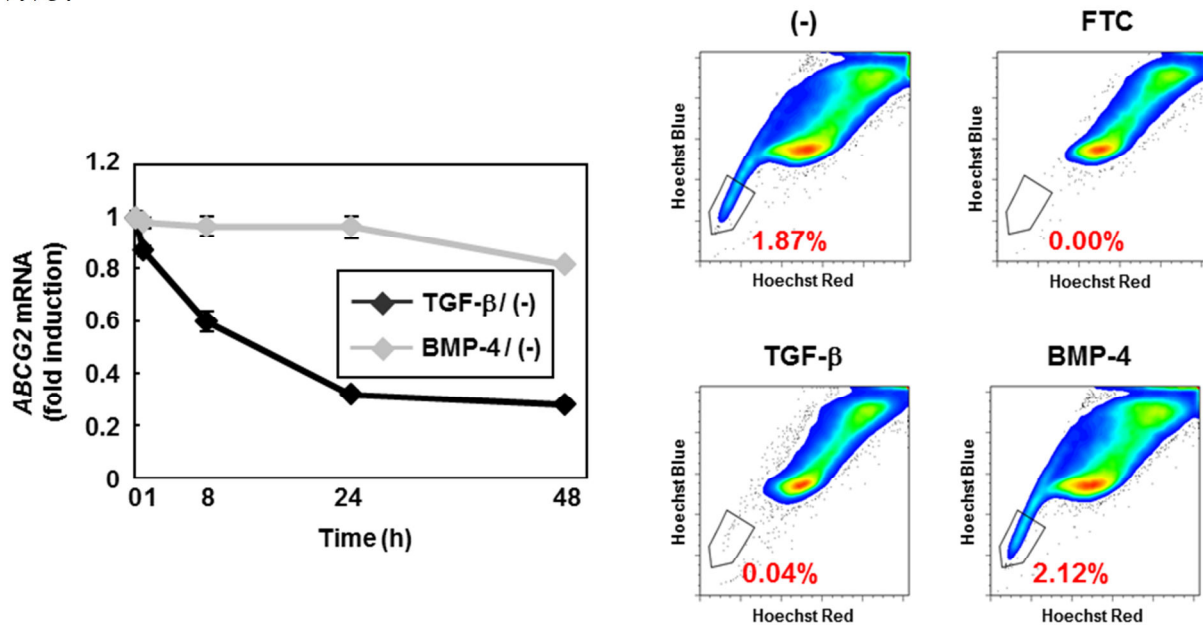 1.2
1
0.8
0.6
0.4
0.2
0
ABCG2 mRNA
(fold induction)
TGF-β/ (-)
BMP-4/ (-)
01 8 24 48
Time (h)
(-)
Hoechst Blue
1.87%
Hoechst Red
FTC
Hoechst Blue
0.00%
Hoechst Red
TGF-β
Hoechst Blue
0.04%
Hoechst Red
BMP-4
Hoechst Blue
2.12%
Hoechst Red